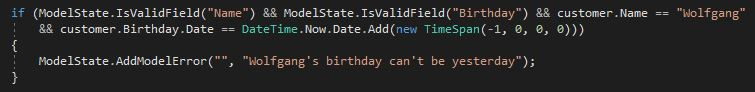 if (ModelState.IsValidField("Name") && ModelState.IsValidField("Birthday") && customer.Name == "Wolfgang"
&& customer.Birthday.Date == DateTime.Now.Date.Add(new TimeSpan(-1, 0, 0, 0)))
{
ModelState.AddModelError("", "Wolfgang's birthday can't be yesterday");
}